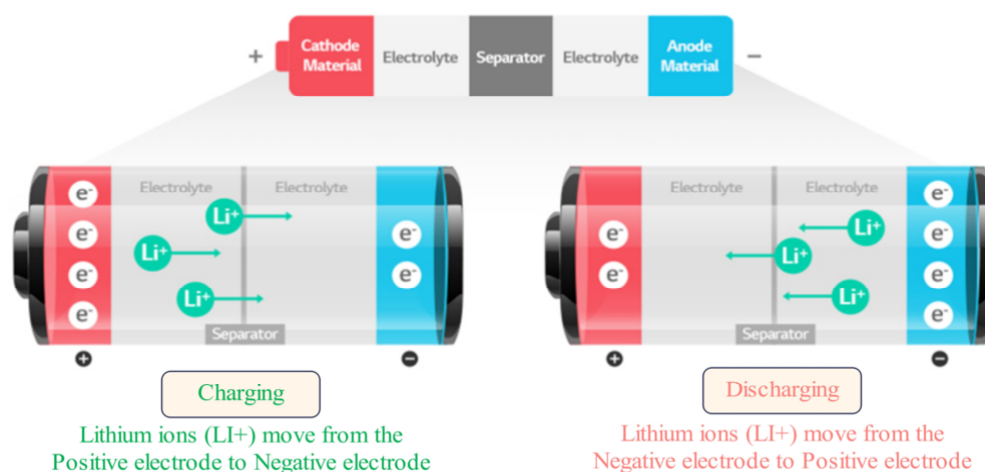 + Cathode Material Electrolyte Separator Electrolyte Anode Material −
Electrolyte Electrolyte
e-
e-
e-
e-
Li+
Li+
Li+
e-
e-
Separator
+ −
Charging
Lithium ions (LI+) move from the
Positive electrode to Negative electrode
Electrolyte Electrolyte
e-
e-
Li+
Li+
Li+
e-
e-
e-
e-
Separator
+ −
Discharging
Lithium ions (LI+) move from the
Negative electrode to Positive electrode